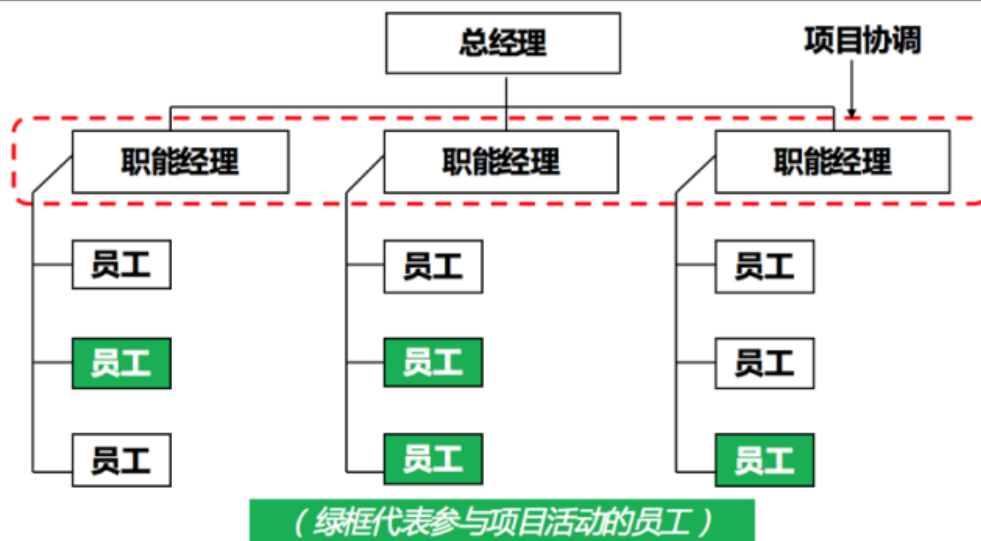 总经理
项目协调
职能经理 职能经理 职能经理
员工 员工 员工
员工 员工 员工
员工 员工 员工
（绿框代表参与项目活动的员工）